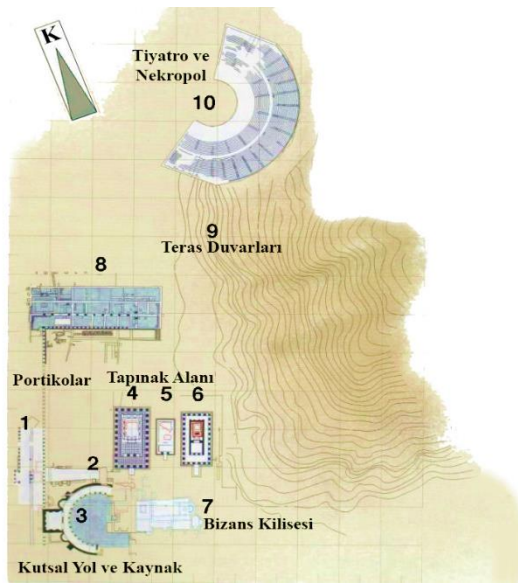 K
Tiyatro ve
Nekropol
10
9
Teras Duvarları
8
Portikolar
Tapınak Alanı
4 5 6
1
2
3
7
Bizans Kilisesi
Kutsal Yol ve Kaynak